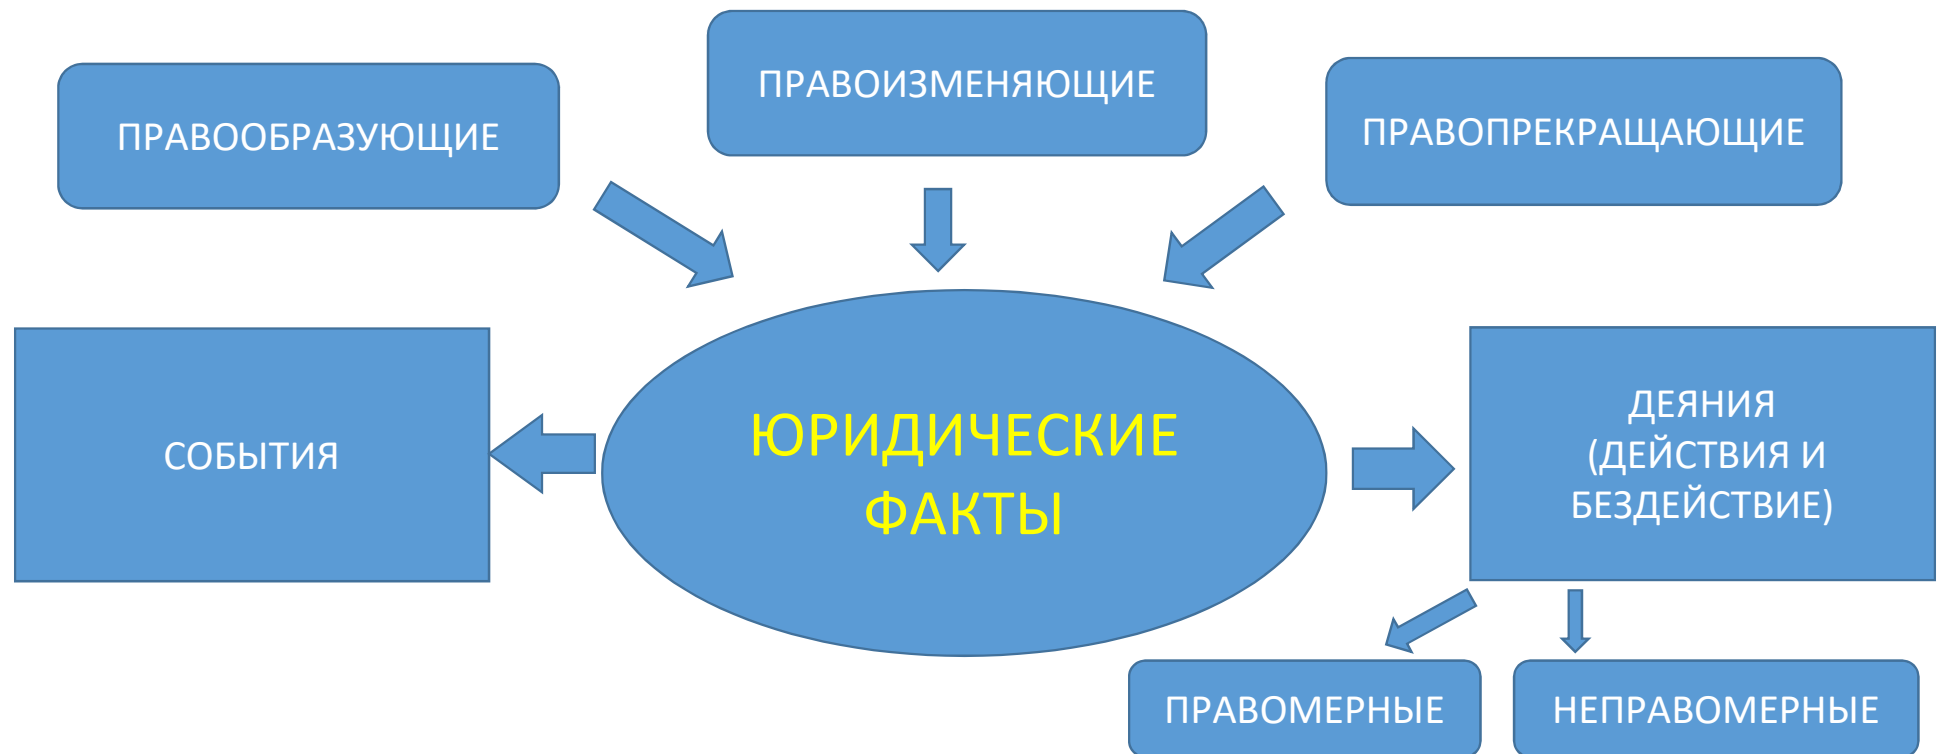 ПРАВООБРАЗУЮЩИЕ
ПРАВОИЗМЕНЯЮЩИЕ
ПРАВОПРЕКРАЩАЮЩИЕ
СОБЫТИЯ
ЮРИДИЧЕСКИЕ
ФАКТЫ
ДЕЯНИЯ
(ДЕЙСТВИЯ И
БЕЗДЕЙСТВИЕ)
ПРАВОМЕРНЫЕ
НЕПРАВОМЕРНЫЕ